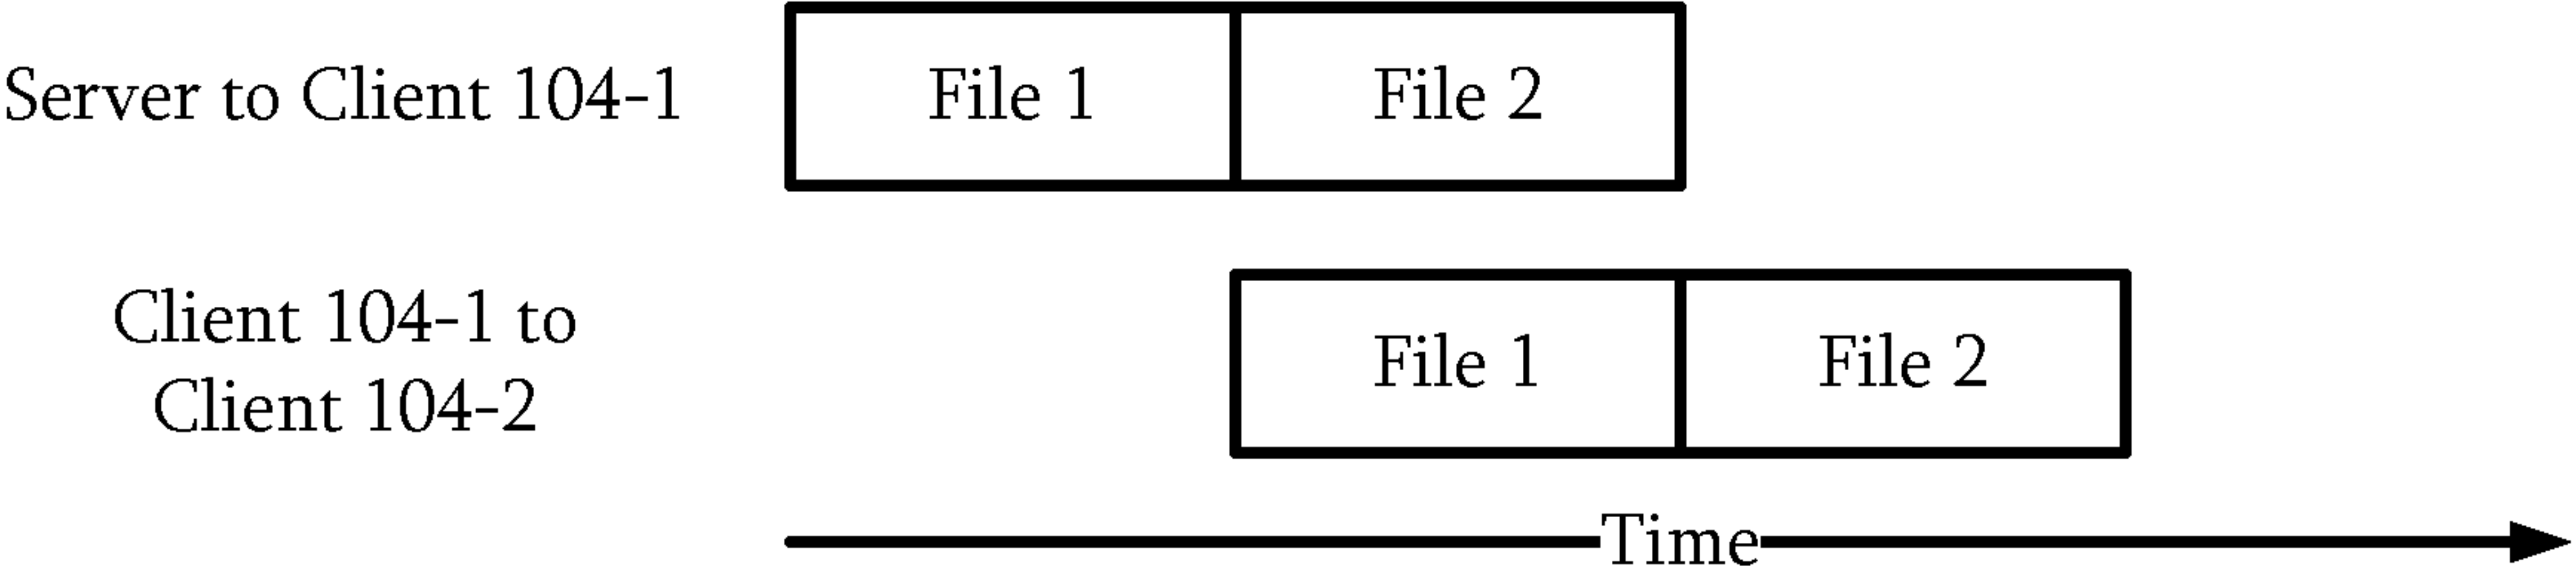 Server to Client 104-1
File 1
File 2
Client 104-1 to
Client 104-2
File 1
File 2
Time